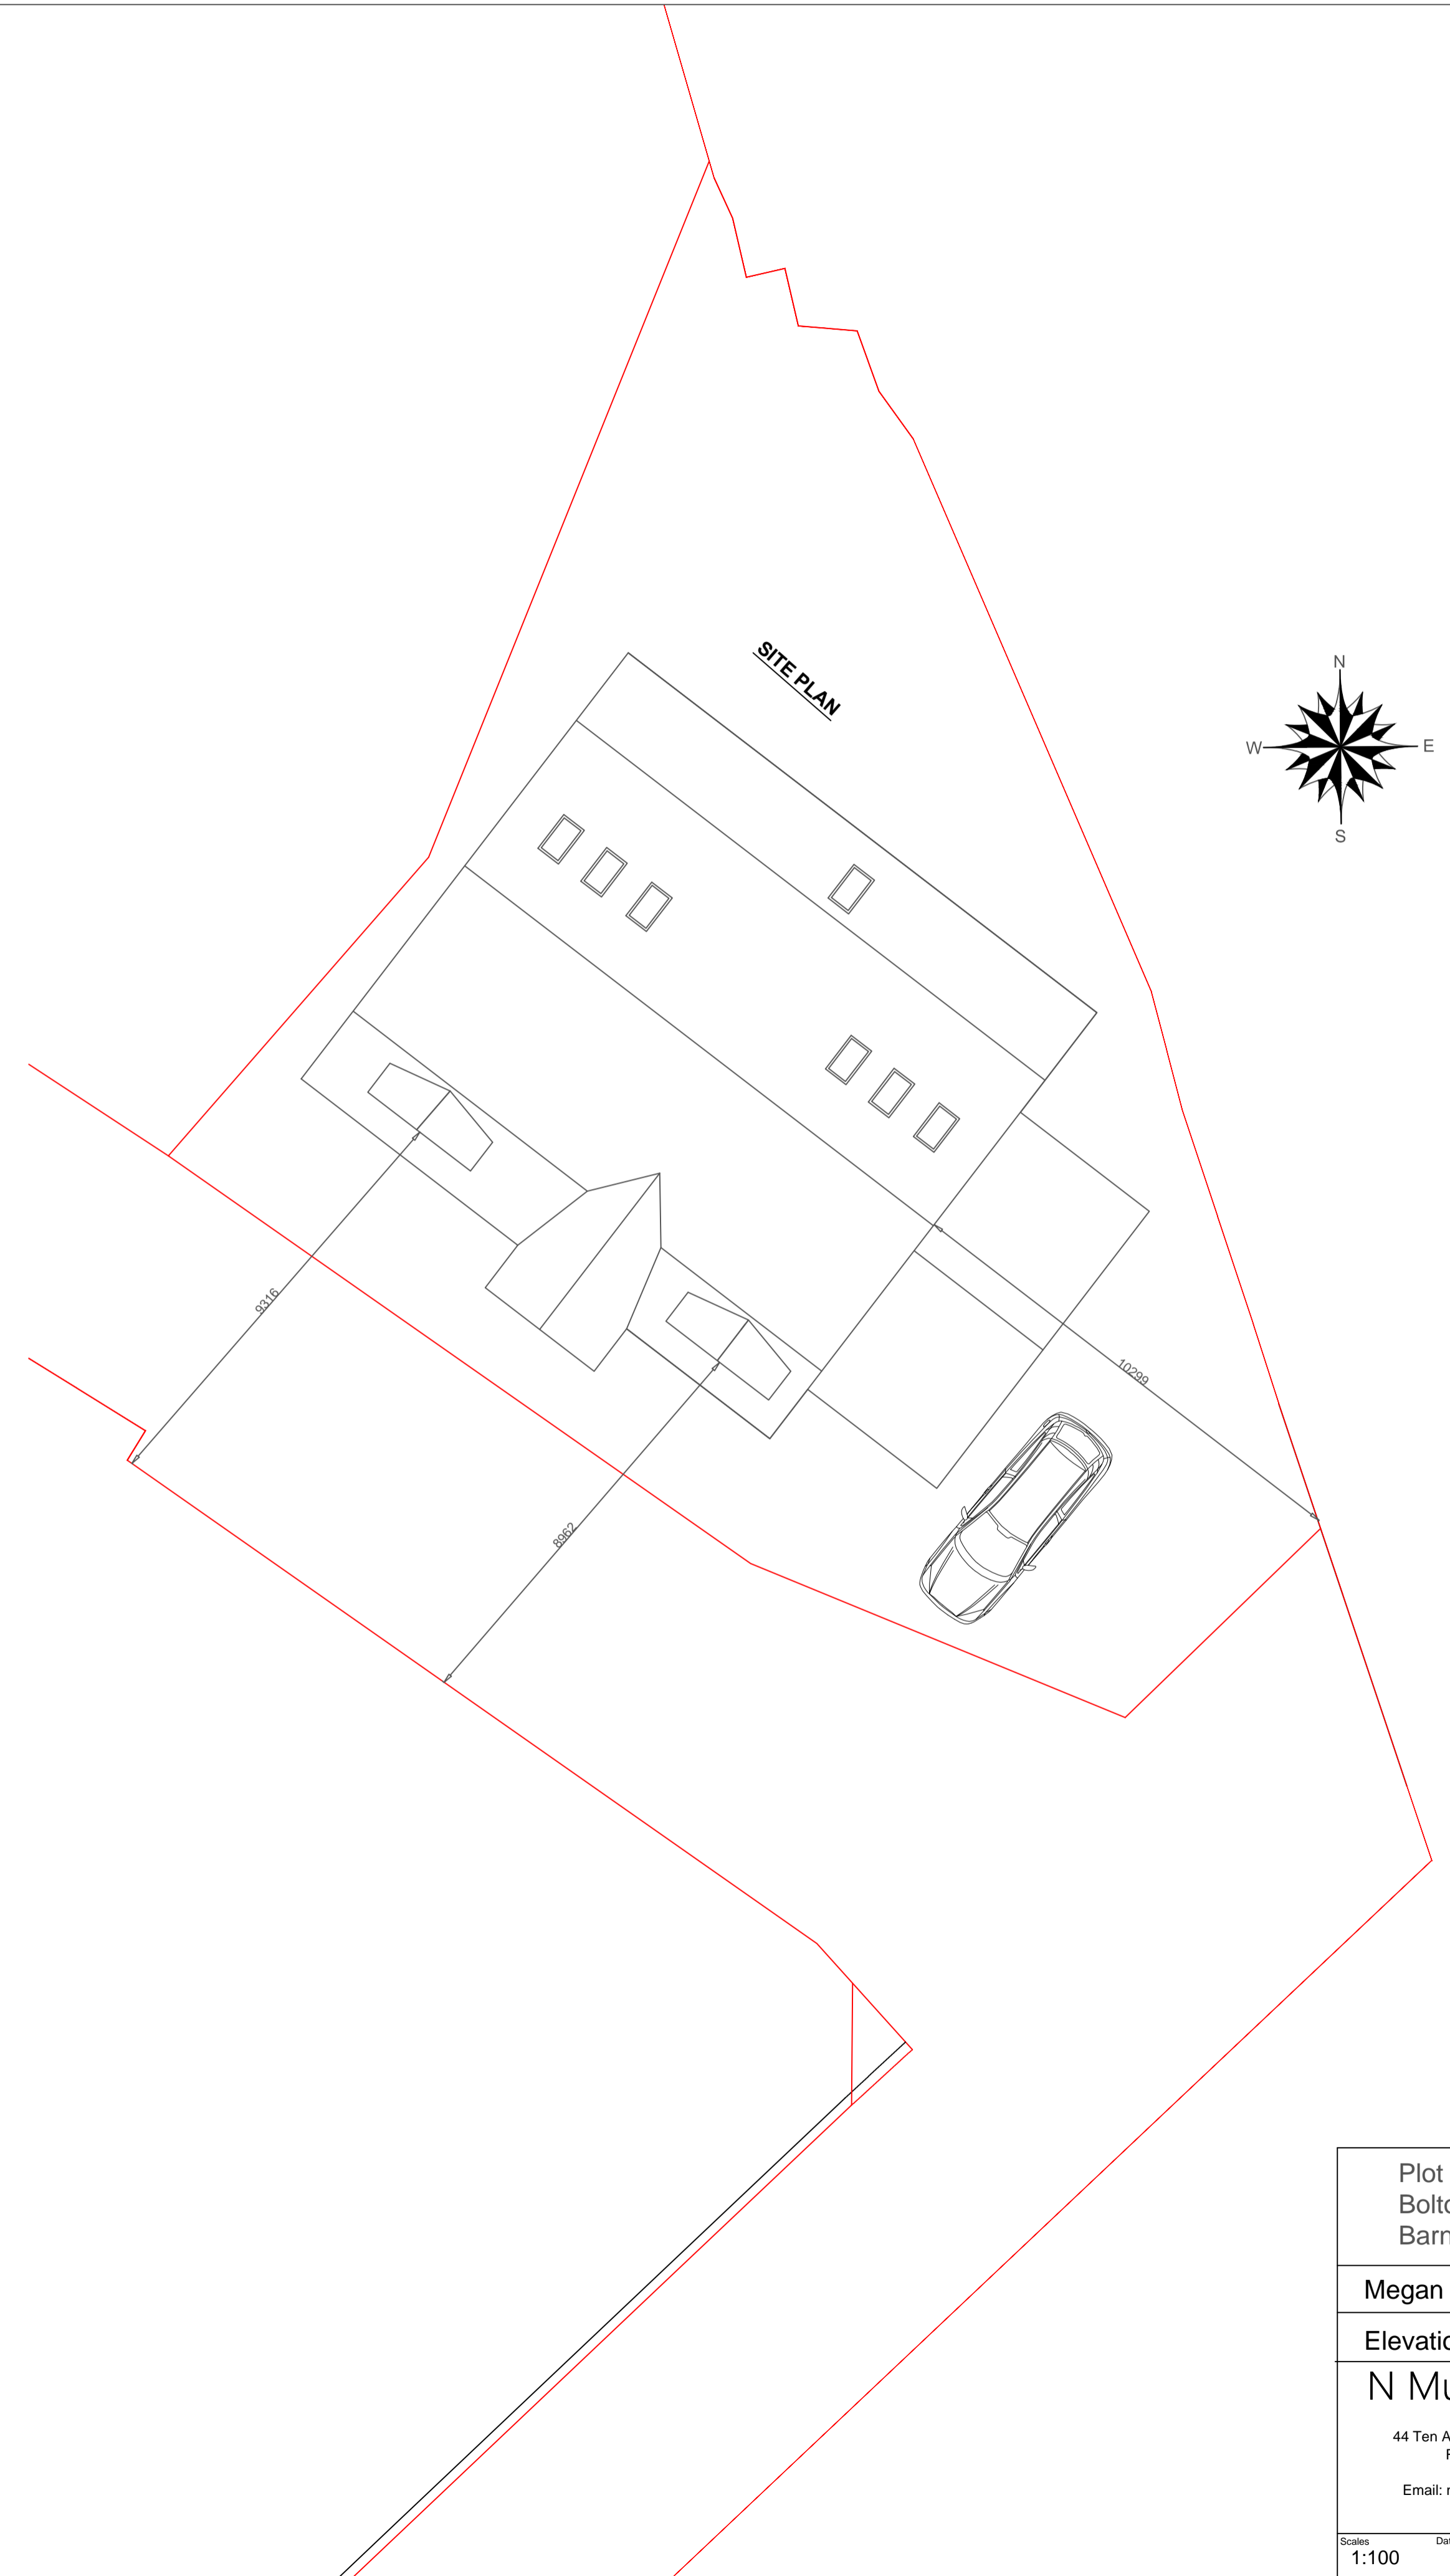 SITE PLAN
N
W
E
S
9316
10299
8962
Plot
Bolto
Barn
Megan
Elevatio
N Mu
44 Ten A
Email:
Scales
1:100